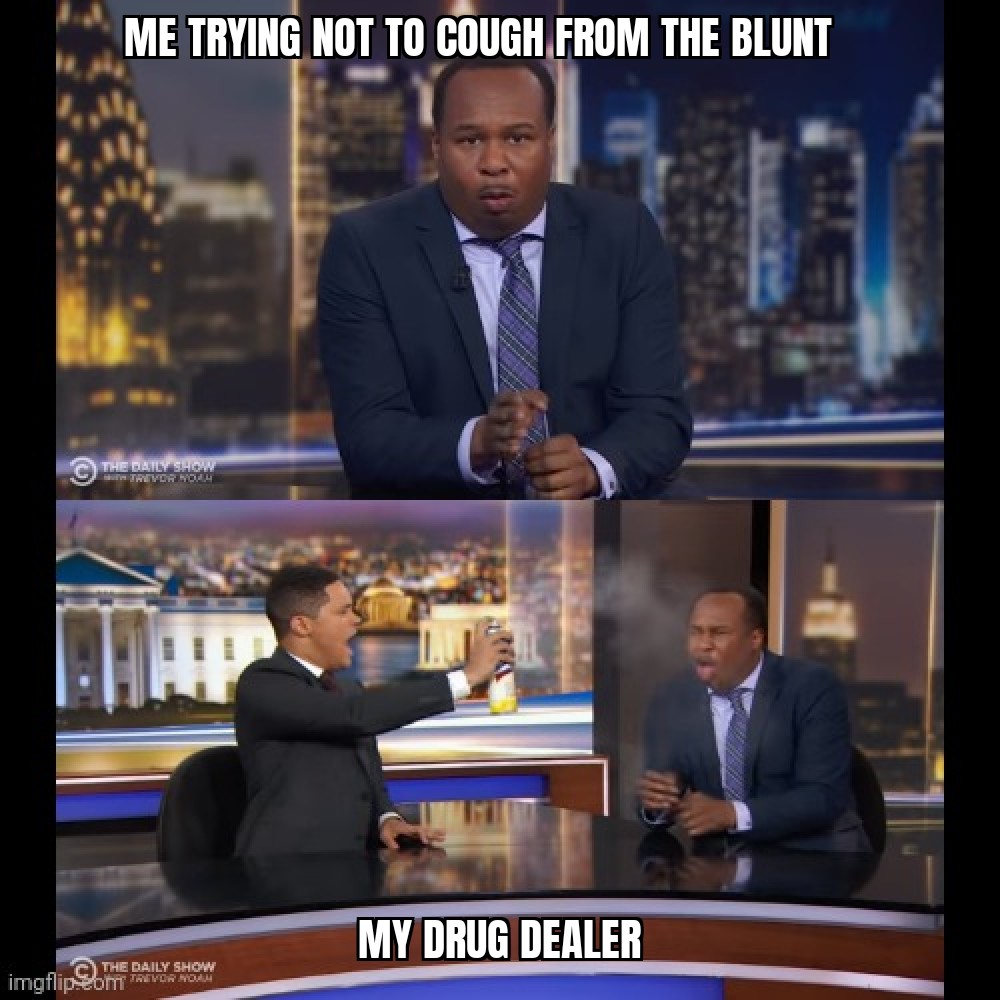 ME TRYING NOT TO COUGH FROM THE BLUNT
THE DAILY SHOW
WITH TREVOR NOAH
MY DRUG DEALER
THE DAILY SHOW
WITH TREVOR NOAH
imgflip.com